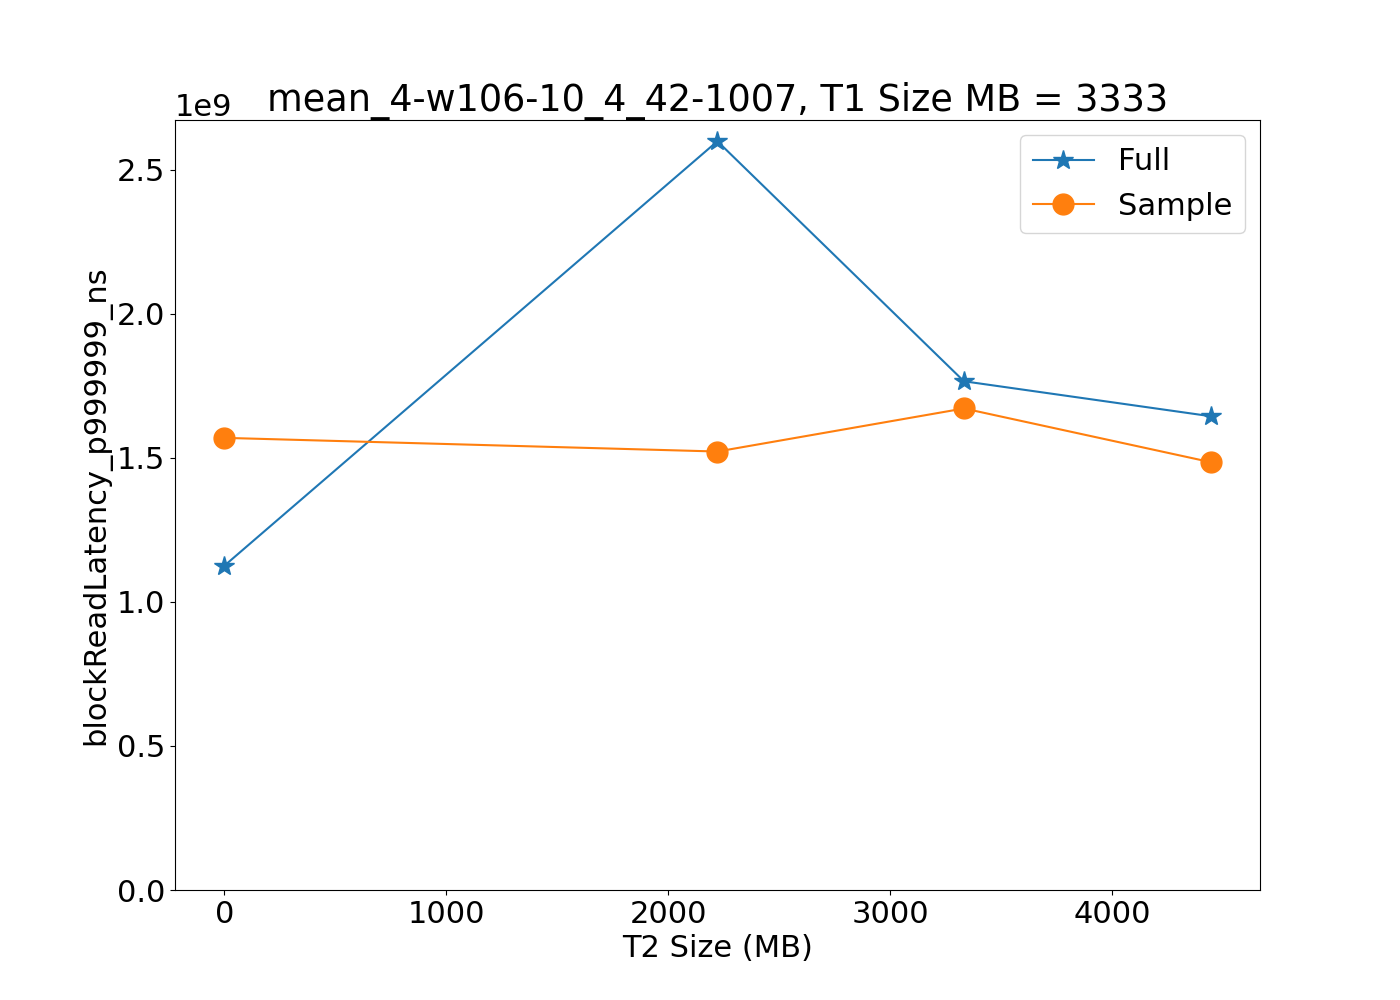 1e9
mean_4-w106-10_4_42-1007, T1 Size MB = 3333
Full
Sample
2.5
2.0
1.5
1.0
0.5
0.0
blockReadLatency_p999999_ns
0 1000 2000 3000 4000
T2 Size (MB)